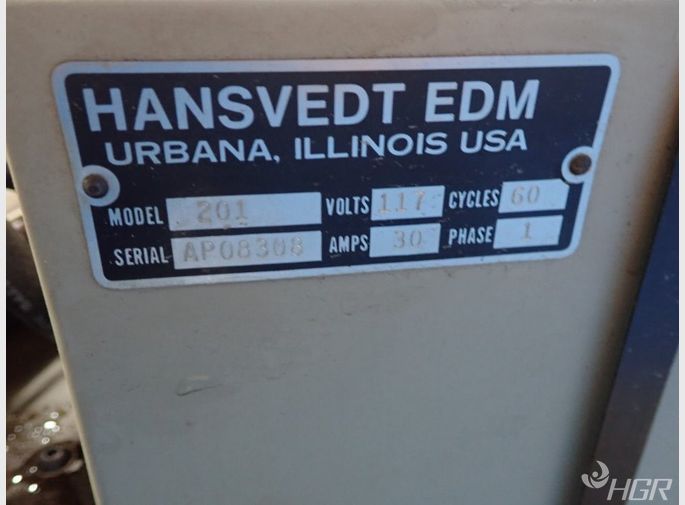 HANSVEDT EDM
URBANA, ILLINOIS USA
MODEL 201 VOLTS 117 CYCLES 60
SERIAL AP08308 AMPS 30 PHASE 1
HGR